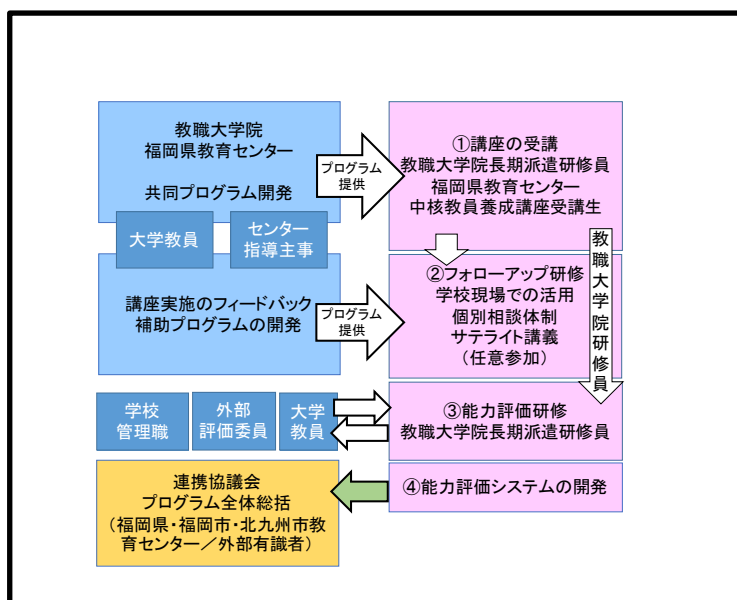 教職大学院
福岡県教育センター
共同プログラム開発
大学教員
センター
指導主事
講座実施のフィードバック
補助プログラムの開発
プログラム
提供
プログラム
提供
①講座の受講
教職大学院長期派遣研修員
福岡県教育センター
中核教員養成講座受講生
②フォローアップ研修
学校現場での活用
個別相談体制
サテライト講義
（任意参加）
教職大学院研修員
学校
管理職
外部
評価委員
大学
教員
③能力評価研修
教職大学院長期派遣研修員
連携協議会
プログラム全体総括
（福岡県・福岡市・北九州市教
育センター／外部有識者）
④能力評価システムの開発